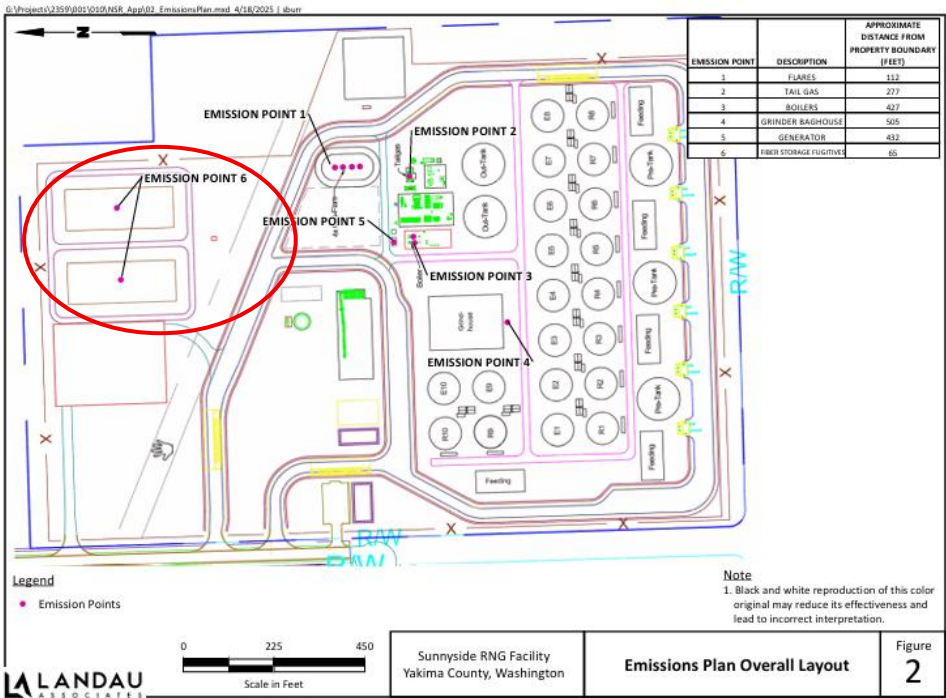 G:\Projects\2359\001\010\NSR_App\02_EmissionsPlan.mxd 4/18/2025 | sburr
N
EMISSION POINT
DESCRIPTION
APPROXIMATE
DISTANCE FROM
PROPERTY BOUNDARY
(FEET)
1 FLARES 112
2 TAIL GAS 277
3 BOILERS 427
4 GRINDER BAGHOUSE 505
5 GENERATOR 432
6 FIBER STORAGE FUGITIVES 65
EMISSION POINT 1
EMISSION POINT 2
EMISSION POINT 6
EMISSION POINT 5
EMISSION POINT 3
EMISSION POINT 4
Tailgas
Out-Tank
Out-Tank
Grind-
house
E8
R8
E7
R7
E6
R6
E5
R5
E4
R4
E3
R3
E2
R2
E1
R1
E10
E9
R10
R9
Feeding
Pre-Tank
Feeding
Pre-Tank
Feeding
Pre-Tank
Feeding
Feeding
X
X
X
X
X
X
X
X
R/W
R/W
R/W
Legend
Emission Points
Note
1. Black and white reproduction of this color
original may reduce its effectiveness and
lead to incorrect interpretation.
0 225 450
Scale in Feet
LANDAU
ASSOCIATES
Sunnyside RNG Facility
Yakima County, Washington
Emissions Plan Overall Layout
Figure
2